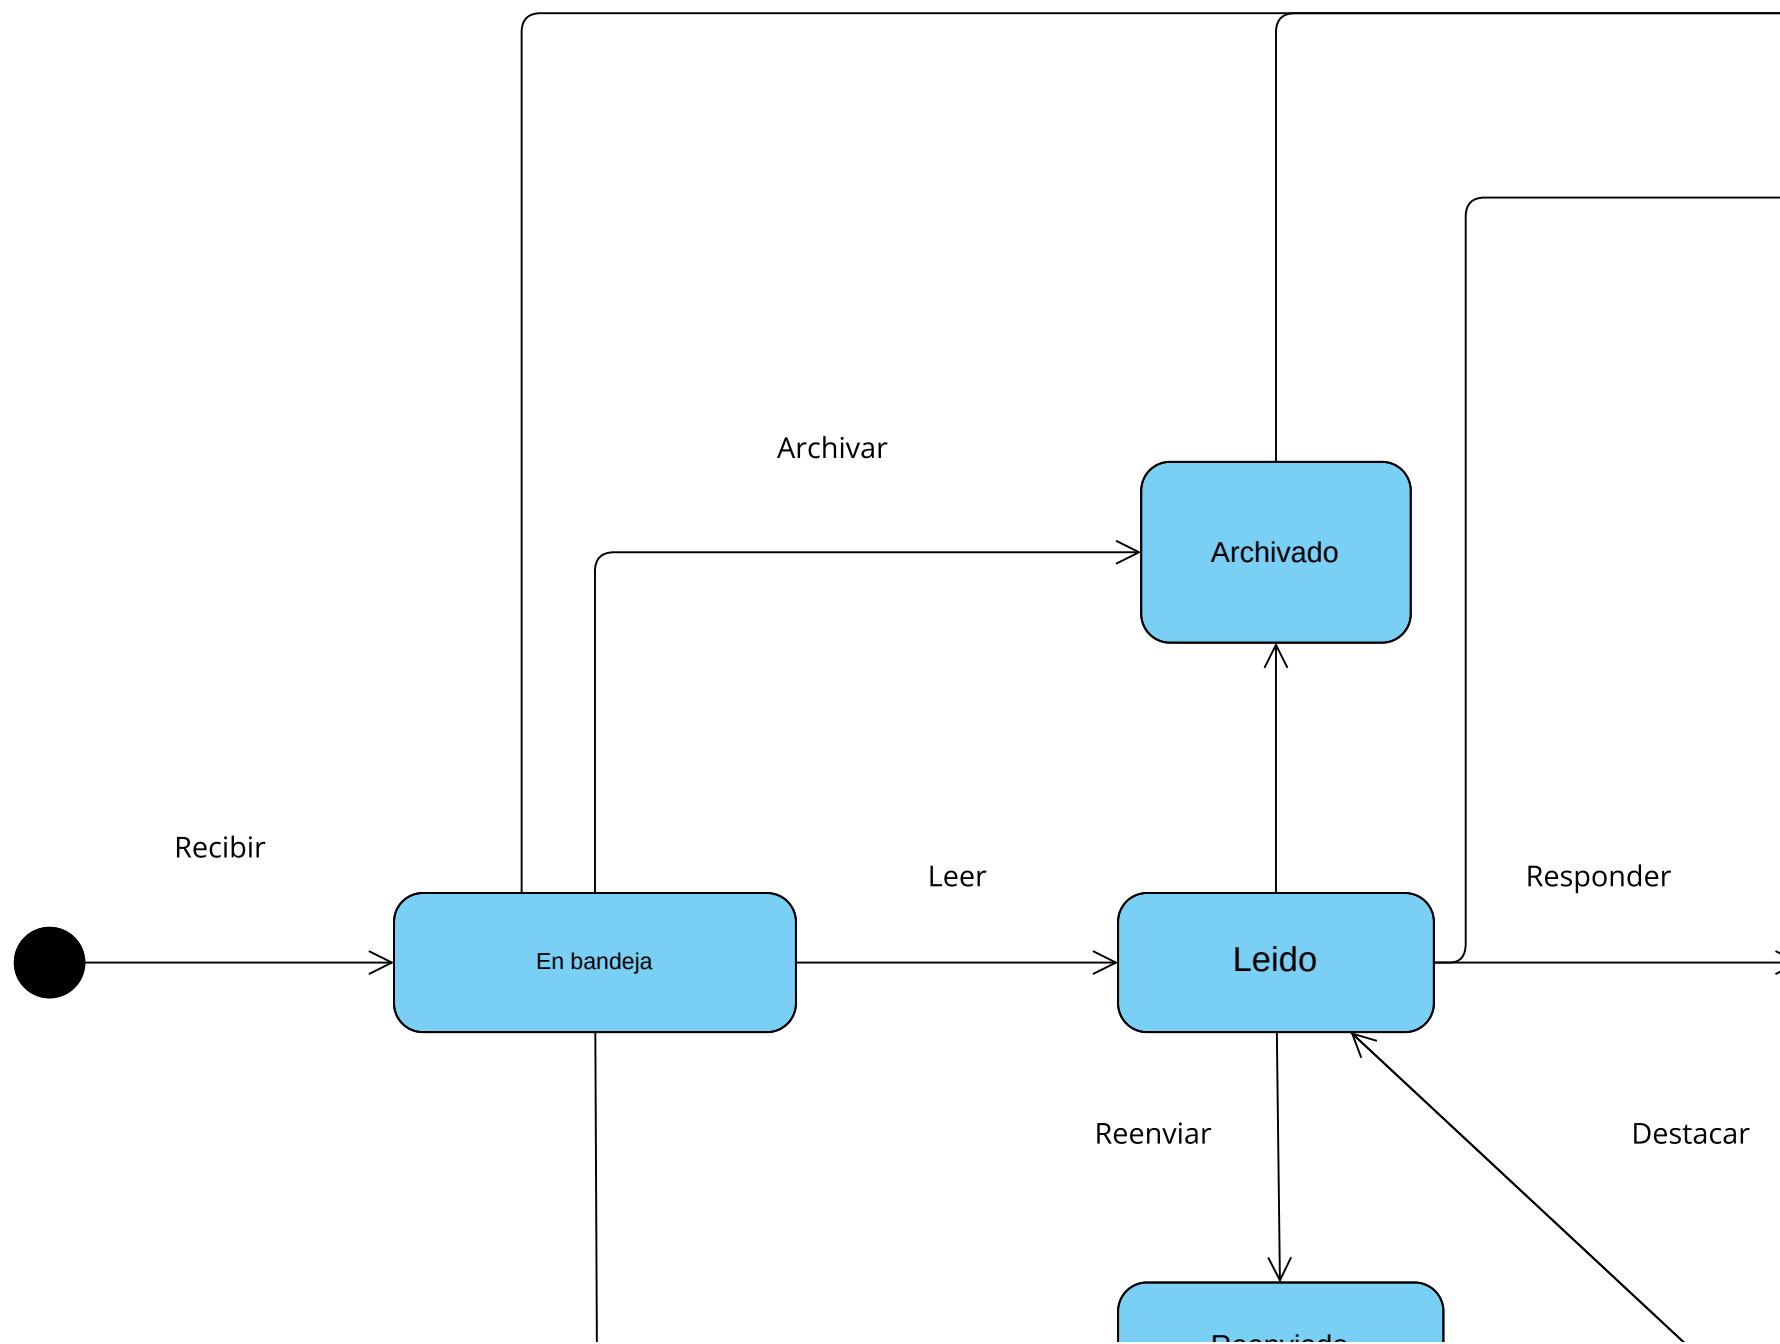 Archivar
Archivado
Recibir
Leer
Responder
En bandeja
Leido
Reenviar
Destacar